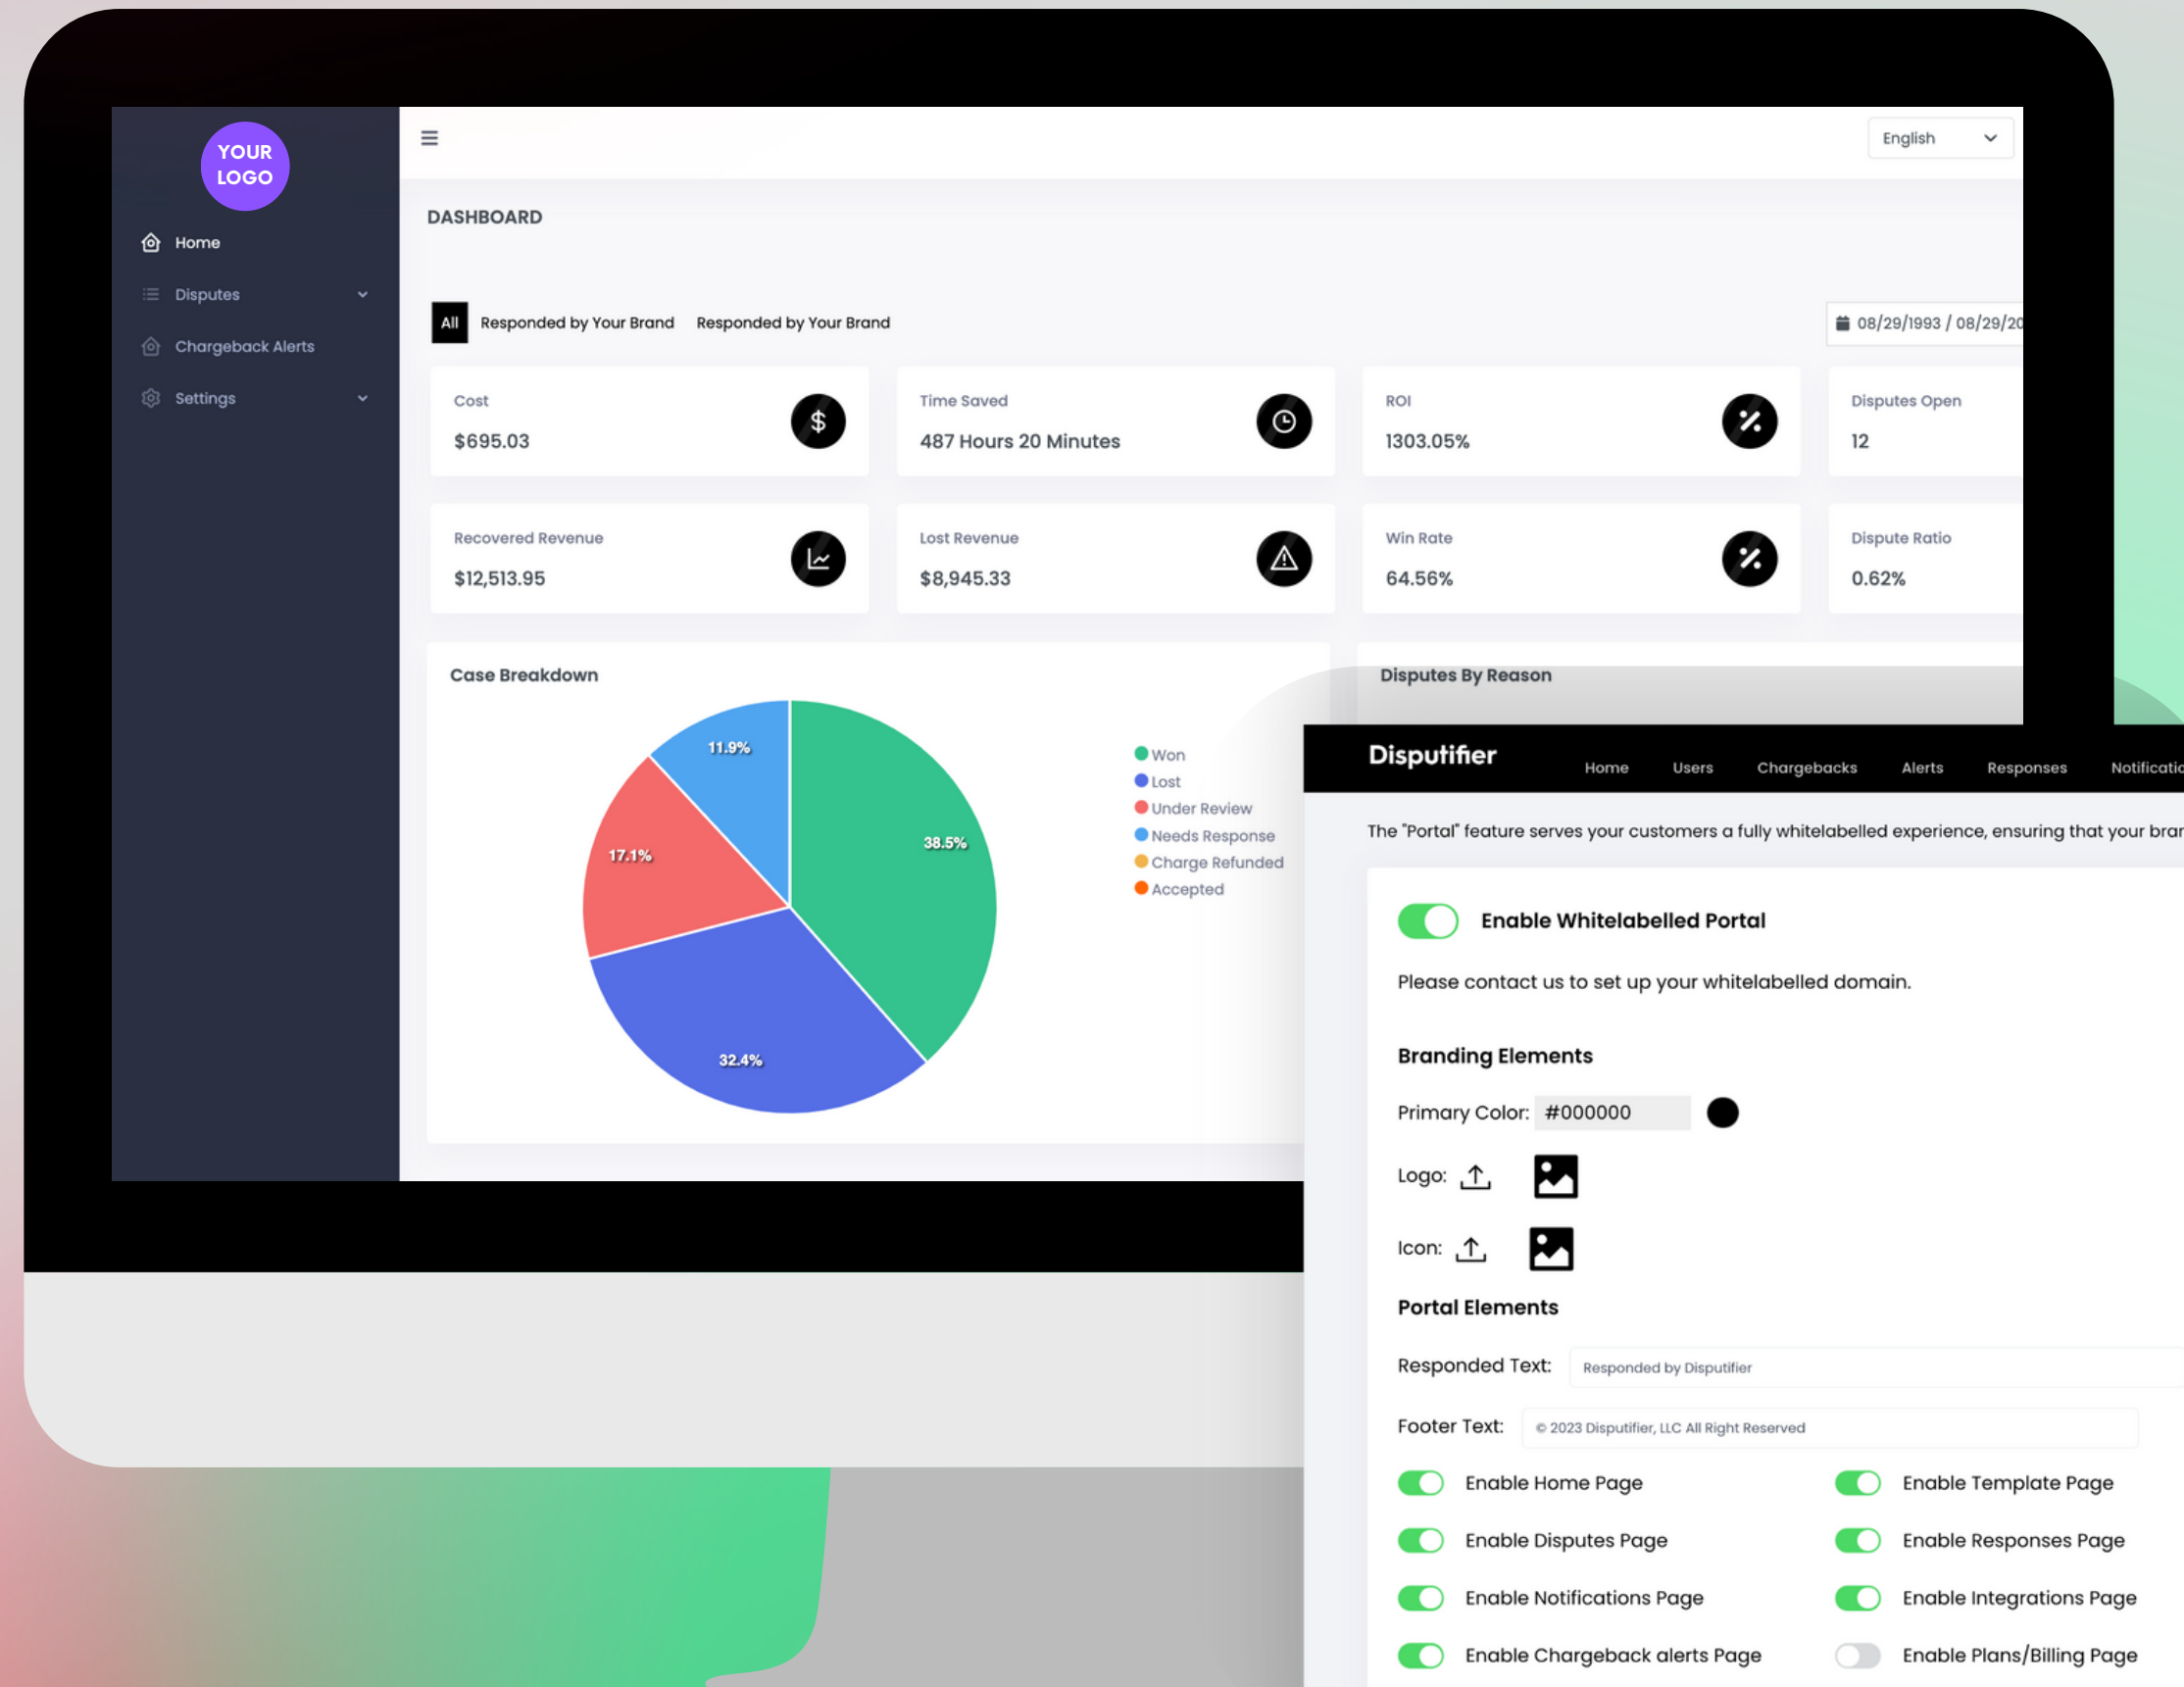 YOUR
LOGO
Home
Disputes
Chargeback Alerts
Settings
English
DASHBOARD
All Responded by Your Brand Responded by Your Brand
08/29/1993 / 08/29/20
Cost
$695.03
Time Saved
487 Hours 20 Minutes
ROI
1303.05%
Disputes Open
12
Recovered Revenue
$12,513.95
Lost Revenue
$8,945.33
Win Rate
64.56%
Dispute Ratio
0.62%
Case Breakdown
11.9%
38.5%
17.1%
32.4%
Won
Lost
Under Review
Needs Response
Charge Refunded
Accepted
Disputes By Reason
Disputifier
Home Users Chargebacks Alerts Responses Notificatio
The "Portal" feature serves your customers a fully whitelabelled experience, ensuring that your bran
Enable Whitelabelled Portal
Please contact us to set up your whitelabelled domain.
Branding Elements
Primary Color: #000000
Logo:
Icon:
Portal Elements
Responded Text: Responded by Disputifier
Footer Text: © 2023 Disputifier, LLC All Right Reserved
Enable Home Page Enable Template Page
Enable Disputes Page Enable Responses Page
Enable Notifications Page Enable Integrations Page
Enable Chargeback alerts Page Enable Plans/Billing Page